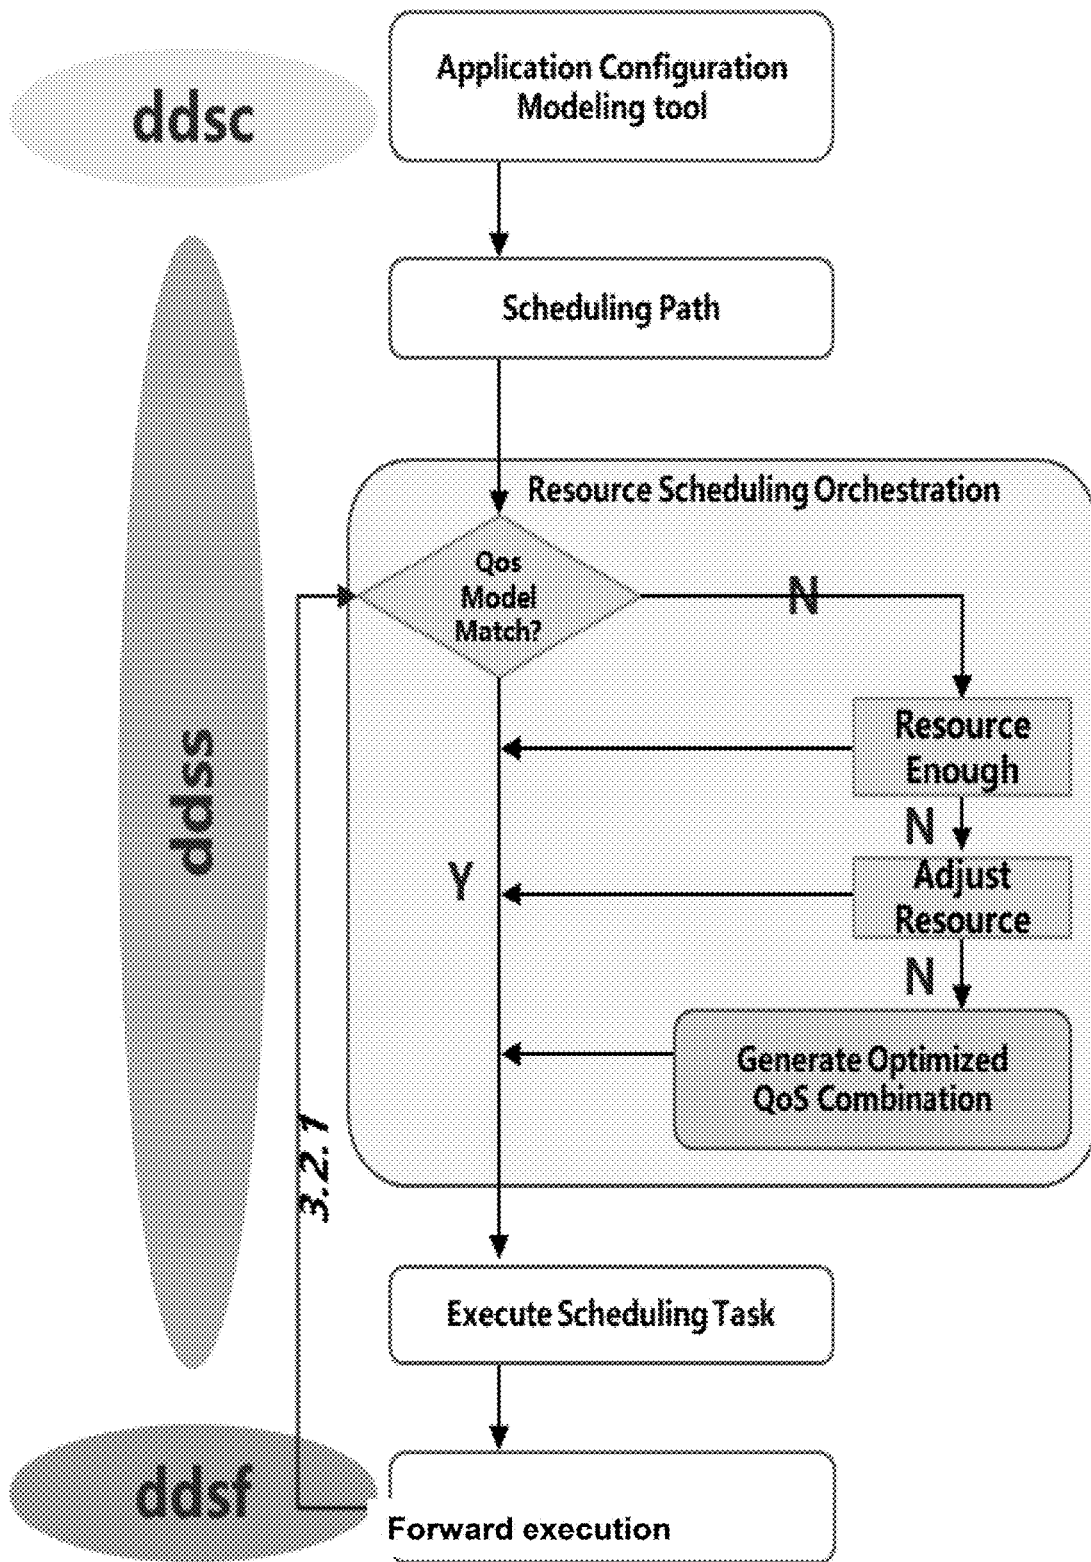 ddsc
Application Configuration
Modeling tool
Scheduling Path
Resource Scheduling Orchestration
Qos
Model
Match?
N
Resource
Enough
N
Y
Adjust
Resource
N
Generate Optimized
QoS Combination
ddss
3.2.1
Execute Scheduling Task
ddsf
Forward execution